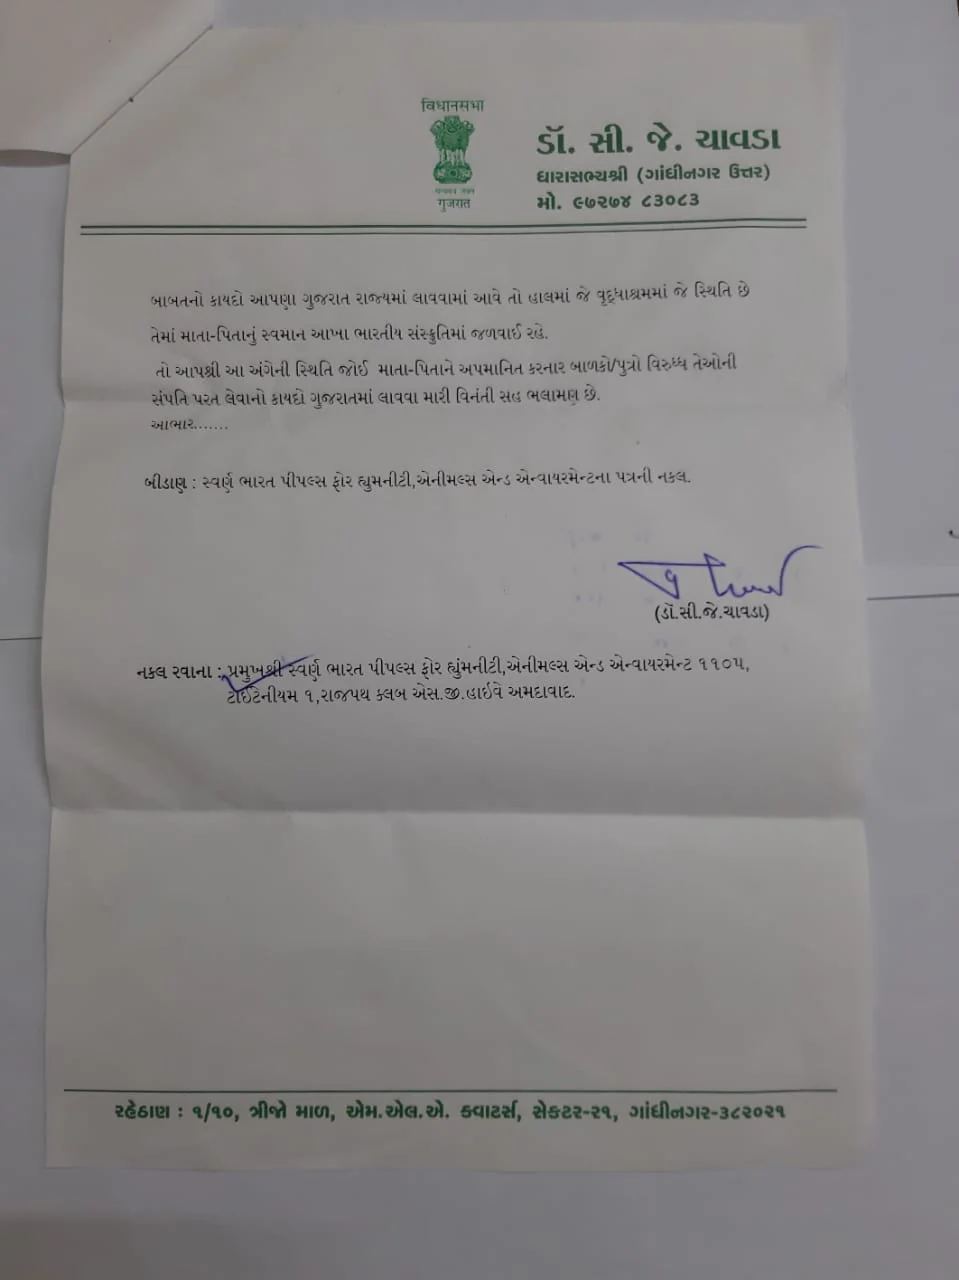 विधानसभा
गुजरात
ડૉ. સી. જે. ચાવડા
ધારાસભ્યશ્રી (ગાંધીનગર ઉત્તર)
મો. ૯૭૨૭૪ ૮૩૦૮૩
બાબતનો કાયદો આપણા ગુજરાત રાજ્યમાં લાવવામાં આવે તો હાલમાં જે વૃદ્ધાશ્રમમાં જે સ્થિતિ છે
તેમાં માતા-પિતાનું સ્વમાન આખા ભારતીય સંસ્કૃતિમાં જળવાઈ રહે.
તો આપશ્રી આ અંગેની સ્થિતિ જોઈ માતા-પિતાને અપમાનિત કરનાર બાળકો/પુત્રો વિરુધ્ધ તેઓની
સંપતિ પરત લેવાનો કાયદો ગુજરાતમાં લાવવા મારી વિનંતી સહ ભલામણ છે.
આભાર.......
બીડાણ : સ્વર્ણ ભારત પીપલ્સ ફોર હ્યુમનીટી,એનીમલ્સ એન્ડ એન્વાયરમેન્ટના પત્રની નકલ.
(ડૉ.સી.જે.ચાવડા)
નકલ રવાના : પ્રમુખશ્રી સ્વર્ણ ભારત પીપલ્સ ફોર હ્યુંમનીટી,એનીમલ્સ એન્ડ એન્વાયરમેન્ટ ૧૧૦૫,
ટાઈટેનીયમ ૧,રાજપથ ક્લબ એસ.જી.હાઈવે અમદાવાદ.
રહેઠાણ : ૧/૧૦, ત્રીજો માળ, એમ.એલ.એ. ક્વાટર્સ, સેક્ટર-૨૧, ગાંધીનગર-૩૮૨૦૨૧